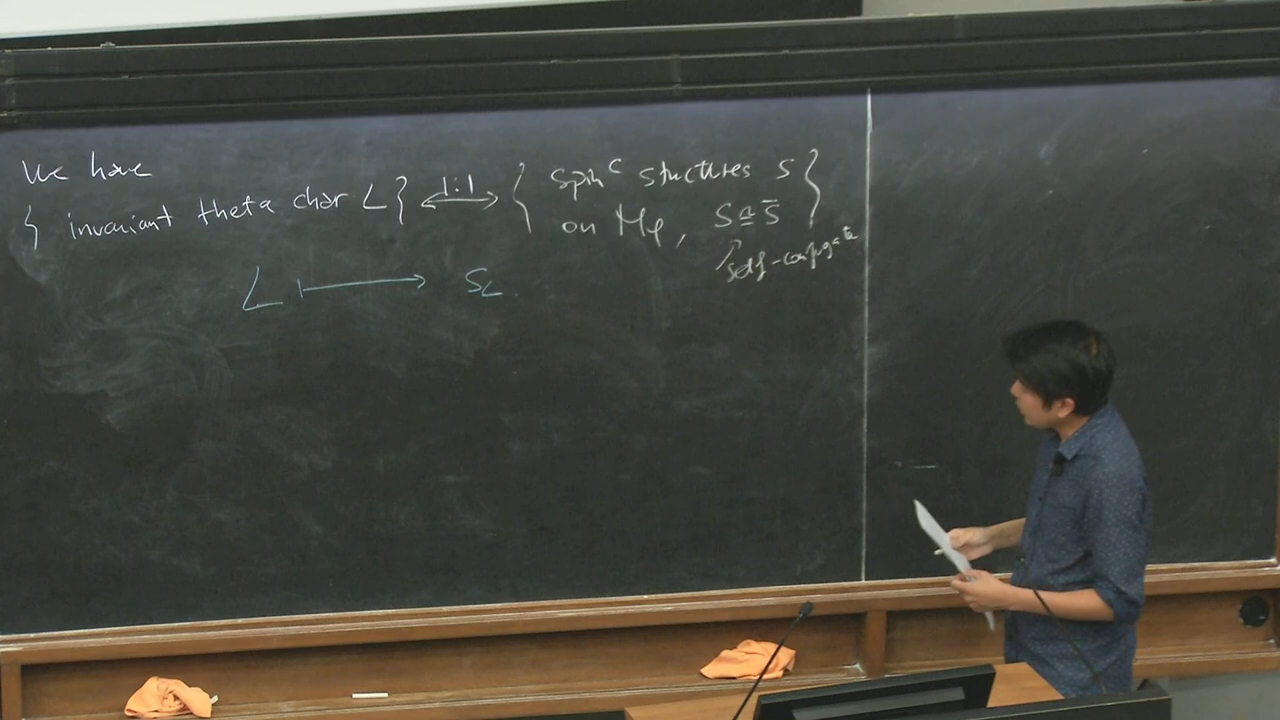 We have
{ invariant theta char L } <-1:1-> { spin^c structures s
on M_φ, s ≅ s̄ }
self-conjugate
L ↦ s_L